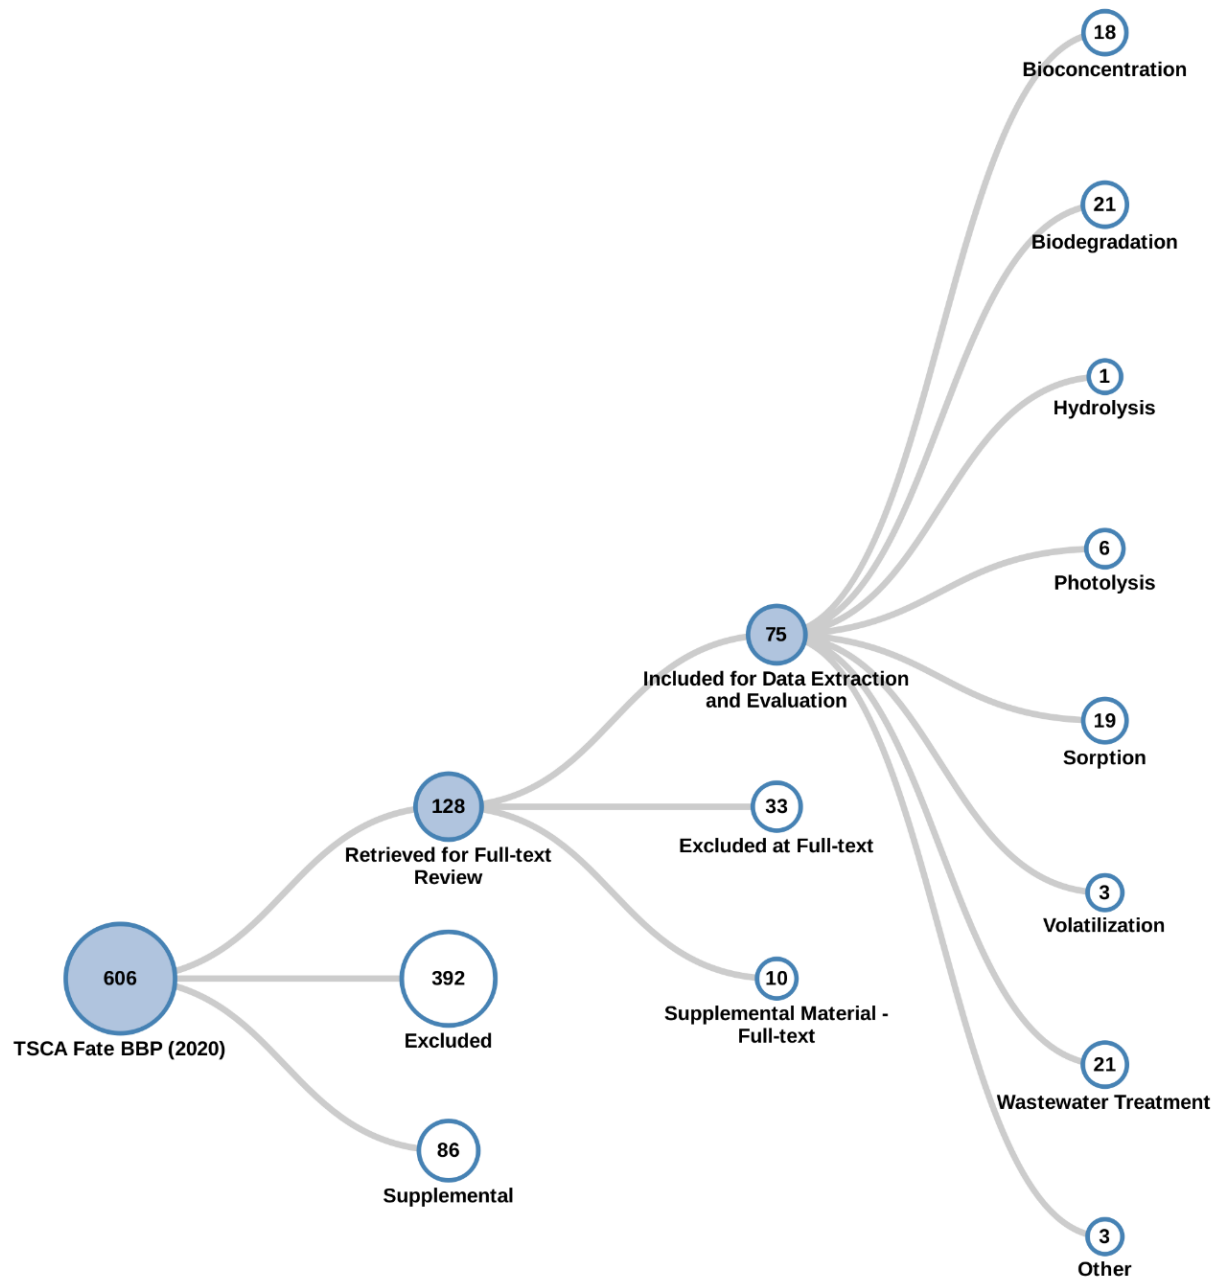 18
Bioconcentration
21
Biodegradation
1
Hydrolysis
6
Photolysis
75
Included for Data Extraction
and Evaluation
19
Sorption
128
Retrieved for Full-text
Review
33
Excluded at Full-text
3
Volatilization
606
TSCA Fate BBP (2020)
392
Excluded
10
Supplemental Material -
Full-text
21
Wastewater Treatment
86
Supplemental
3
Other